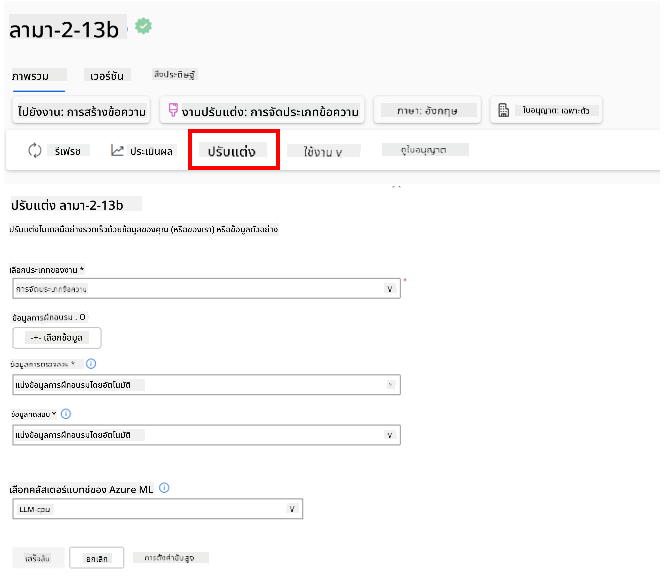 ลามา-2-13b
ภาพรวม เวอร์ชัน สิ่งประดิษฐ์
ไปยังงาน: การสร้างข้อความ งานปรับแต่ง: การจัดประเภทข้อความ ภาษา: อังกฤษ ใบอนุญาต: เฉพาะตัว
รีเฟรช ประเมินผล ปรับแต่ง ใช้งาน v ดูใบอนุญาต
ปรับแต่ง ลามา-2-13b
ปรับแต่งโมเดลนี้อย่างรวดเร็วด้วยข้อมูลของคุณ (หรือของเรา) หรือข้อมูลตัวอย่าง
เลือกประเภทของงาน *
การจัดประเภทข้อความ v
ข้อมูลการฝึกอบรม . O
-+- เลือกข้อมูล
ข้อมูลการตรวจสอบ *
แบ่งข้อมูลการฝึกอบรมโดยอัตโนมัติ
ข้อมูลทดสอบ *
แบ่งข้อมูลการฝึกอบรมโดยอัตโนมัติ v
เลือกคลัสเตอร์แบทช์ของ Azure ML
LLM-cpu v
เสร็จสิ้น ยกเลิก การตั้งค่าขั้นสูง